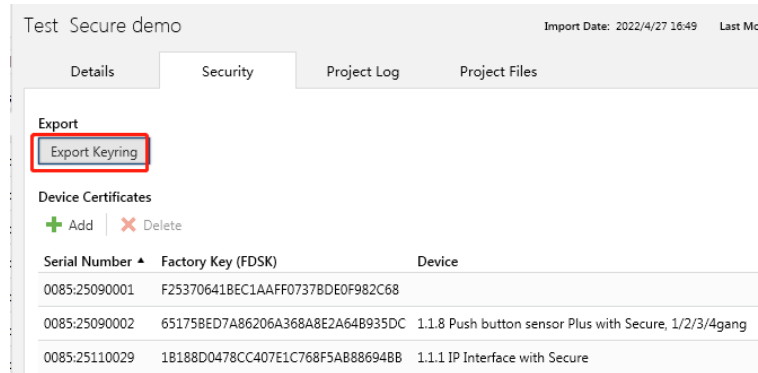 Test Secure demo Import Date: 2022/4/27 16:49 Last Mo
Details Security Project Log Project Files
Export
Export Keyring
Device Certificates
Add Delete
Serial Number Factory Key (FDSK) Device
0085:25090001 F25370641BEC1AAFF0737BDE0F982C68
0085:25090002 65175BED7A86206A368A8E2A64B935DC 1.1.8 Push button sensor Plus with Secure, 1/2/3/4gang
0085:25110029 1B188D0478CC407E1C768F5AB88694BB 1.1.1 IP Interface with Secure